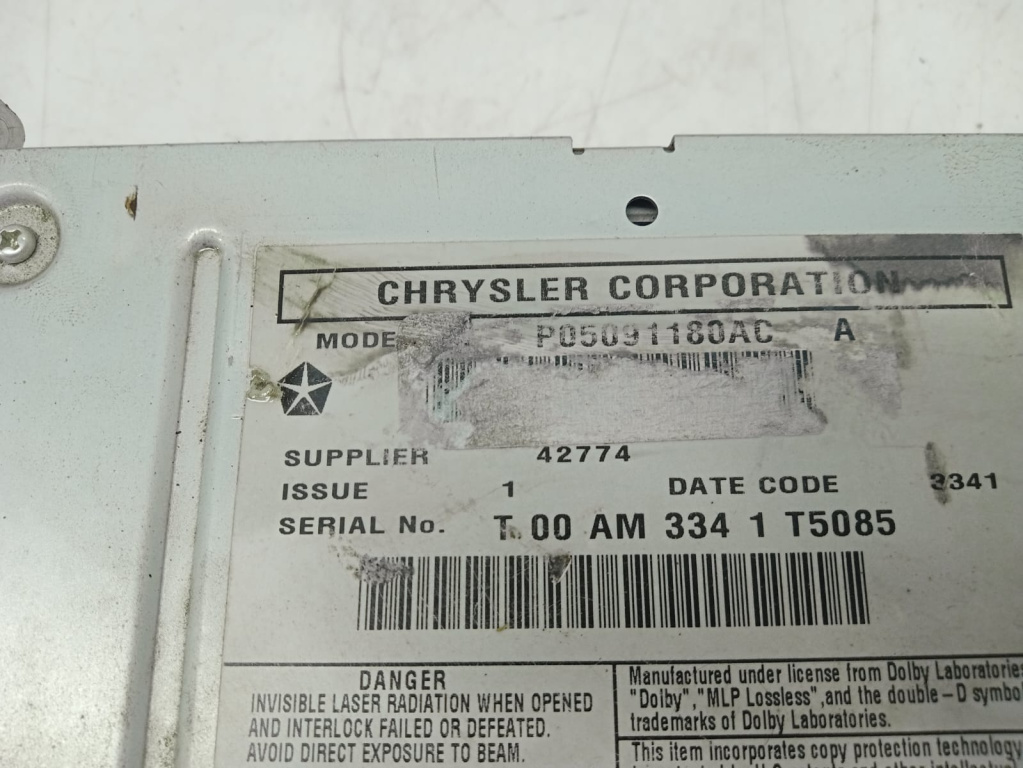 CHRYSLER CORPORATION
MODE P05091180AC A
SUPPLIER 42774
ISSUE 1 DATE CODE 3341
SERIAL No. T 00 AM 334 1 T5085
DANGER
INVISIBLE LASER RADIATION WHEN OPENED
AND INTERLOCK FAILED OR DEFEATED.
AVOID DIRECT EXPOSURE TO BEAM.
Manufactured under license from Dolby Laboratories
"Dolby", "MLP Lossless", and the double-D symbo
trademarks of Dolby Laboratories.
This item incorporates copy protection technology